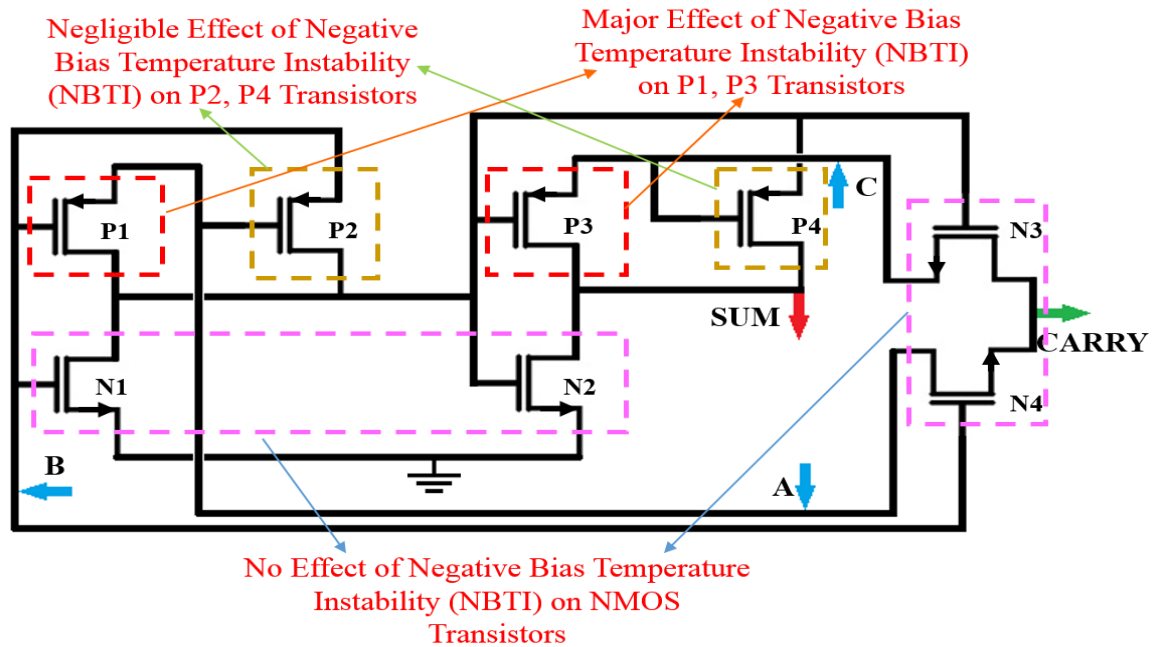 Negligible Effect of Negative
Bias Temperature Instability
(NBTI) on P2, P4 Transistors
Major Effect of Negative Bias
Temperature Instability (NBTI)
on P1, P3 Transistors
P1
P2
P3
P4
C
N3
SUM
CARRY
N1
N2
N4
B
A
No Effect of Negative Bias Temperature
Instability (NBTI) on NMOS
Transistors